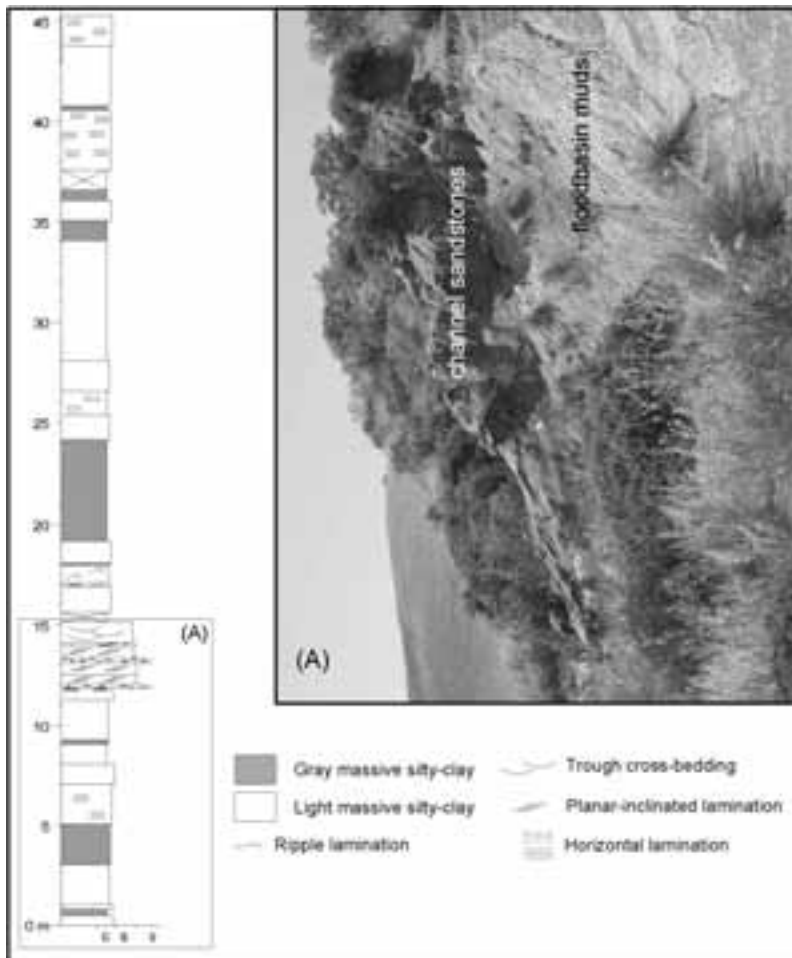 45
40
35
30
25
20
15
10
5
0 m
(A)
channel sandstones
floodbasin muds
(A)
Gray massive silty-clay
Light massive silty-clay
Ripple lamination
Trough cross-bedding
Planar-inclinated lamination
Horizontal lamination